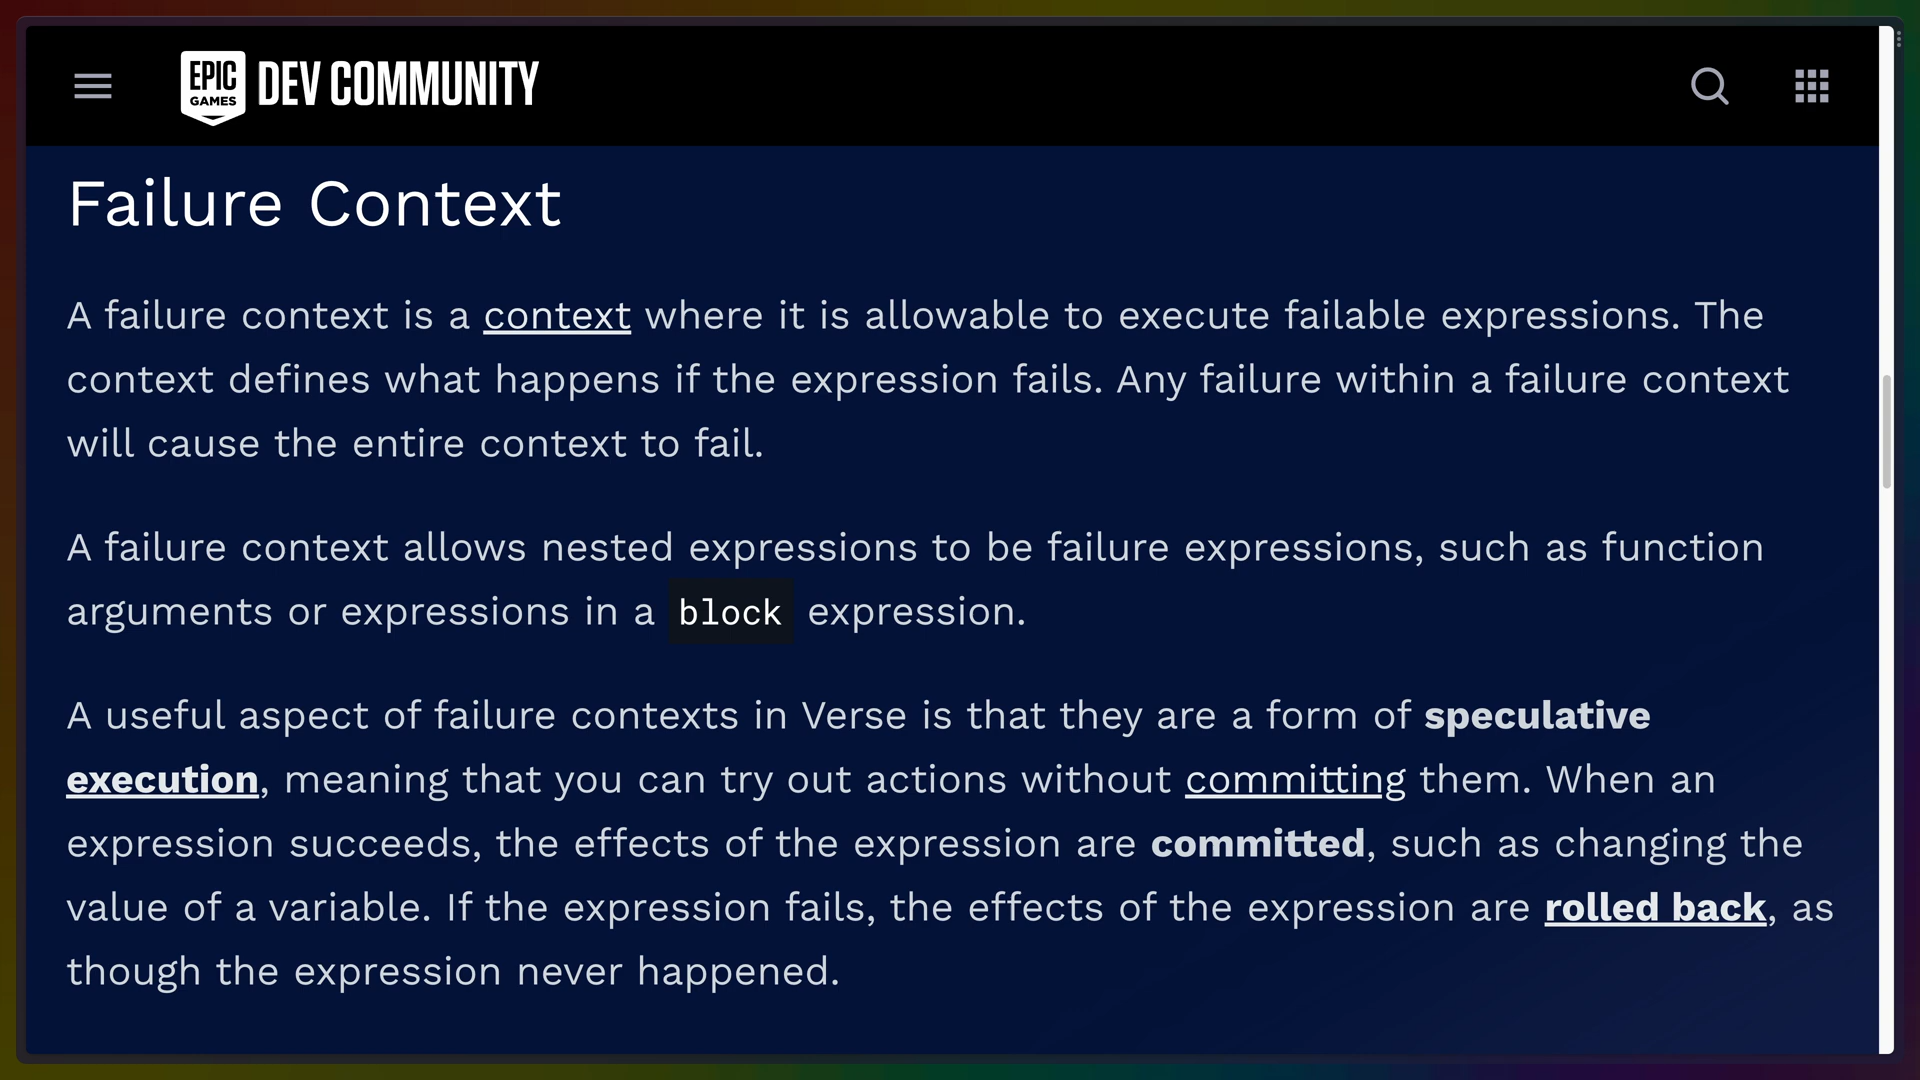 EPIC GAMES DEV COMMUNITY
Failure Context
A failure context is a context where it is allowable to execute failable expressions. The
context defines what happens if the expression fails. Any failure within a failure context
will cause the entire context to fail.
A failure context allows nested expressions to be failure expressions, such as function
arguments or expressions in a block expression.
A useful aspect of failure contexts in Verse is that they are a form of speculative
execution, meaning that you can try out actions without committing them. When an
expression succeeds, the effects of the expression are committed, such as changing the
value of a variable. If the expression fails, the effects of the expression are rolled back, as
though the expression never happened.